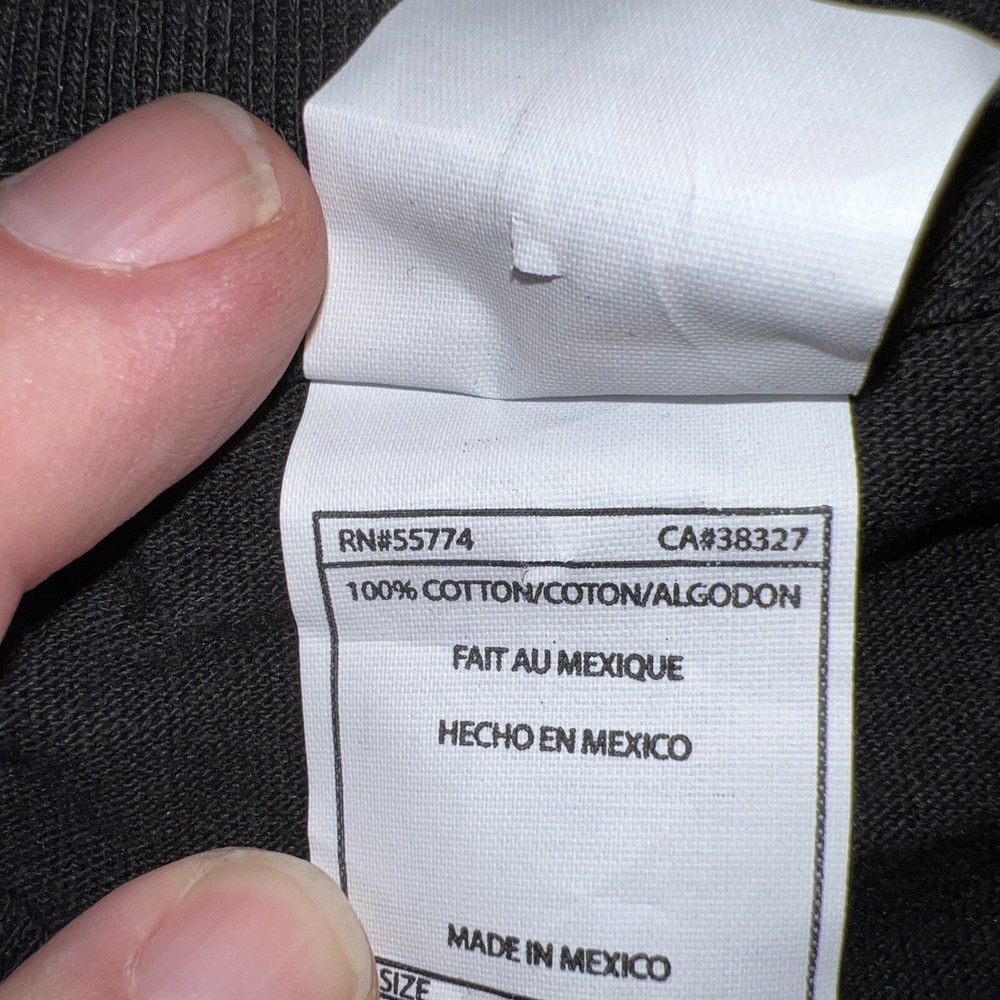 RN#55774 CA#38327
100% COTTON/COTON/ALGODON
FAIT AU MEXIQUE
HECHO EN MEXICO
MADE IN MEXICO
SIZE